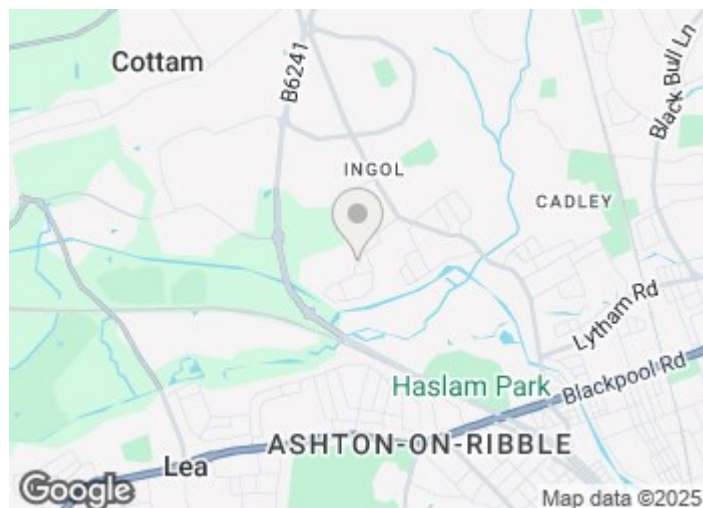 Cottam
B6241
Black Bull Ln
INGOL
CADLEY
Lytham Rd
Haslam Park
Blackpool Rd
ASHTON-ON-RIBBLE
Lea
Google
Map data ©2025